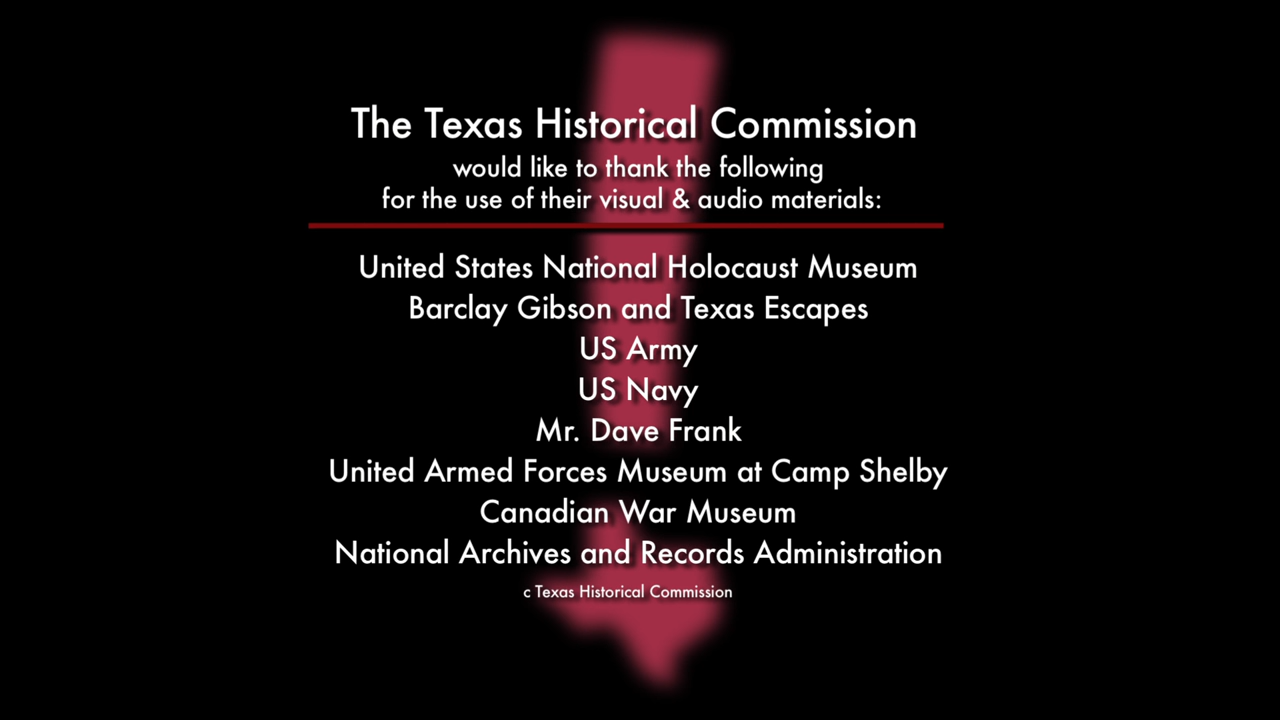 The Texas Historical Commission
would like to thank the following
for the use of their visual & audio materials:
United States National Holocaust Museum
Barclay Gibson and Texas Escapes
US Army
US Navy
Mr. Dave Frank
United Armed Forces Museum at Camp Shelby
Canadian War Museum
National Archives and Records Administration
c Texas Historical Commission